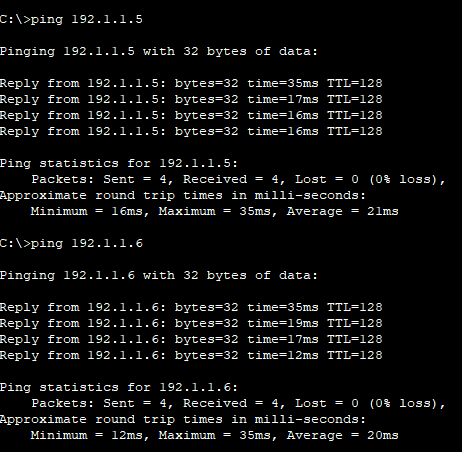 C:\>ping 192.1.1.5
Pinging 192.1.1.5 with 32 bytes of data:
Reply from 192.1.1.5: bytes=32 time=35ms TTL=128
Reply from 192.1.1.5: bytes=32 time=17ms TTL=128
Reply from 192.1.1.5: bytes=32 time=16ms TTL=128
Reply from 192.1.1.5: bytes=32 time=16ms TTL=128
Ping statistics for 192.1.1.5:
    Packets: Sent = 4, Received = 4, Lost = 0 (0% loss),
Approximate round trip times in milli-seconds:
    Minimum = 16ms, Maximum = 35ms, Average = 21ms
C:\>ping 192.1.1.6
Pinging 192.1.1.6 with 32 bytes of data:
Reply from 192.1.1.6: bytes=32 time=35ms TTL=128
Reply from 192.1.1.6: bytes=32 time=19ms TTL=128
Reply from 192.1.1.6: bytes=32 time=17ms TTL=128
Reply from 192.1.1.6: bytes=32 time=12ms TTL=128
Ping statistics for 192.1.1.6:
    Packets: Sent = 4, Received = 4, Lost = 0 (0% loss),
Approximate round trip times in milli-seconds:
    Minimum = 12ms, Maximum = 35ms, Average = 20ms